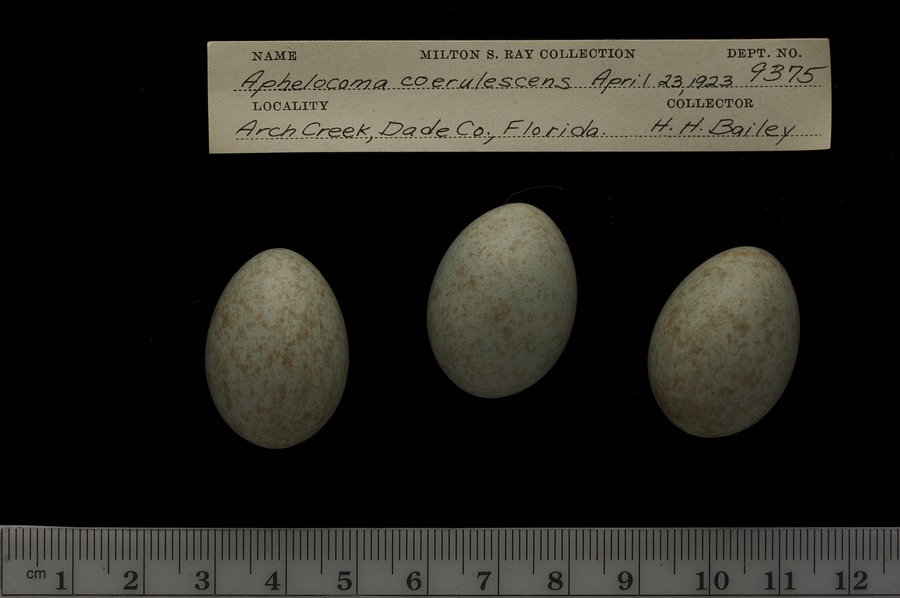 NAME MILTON S. RAY COLLECTION DEPT. NO.
Aphelocoma coerulescens April 23, 1923 9375
LOCALITY COLLECTOR
Arch Creek, Dade Co., Florida. H. H. Bailey
cm 1 2 3 4 5 6 7 8 9 10 11 12